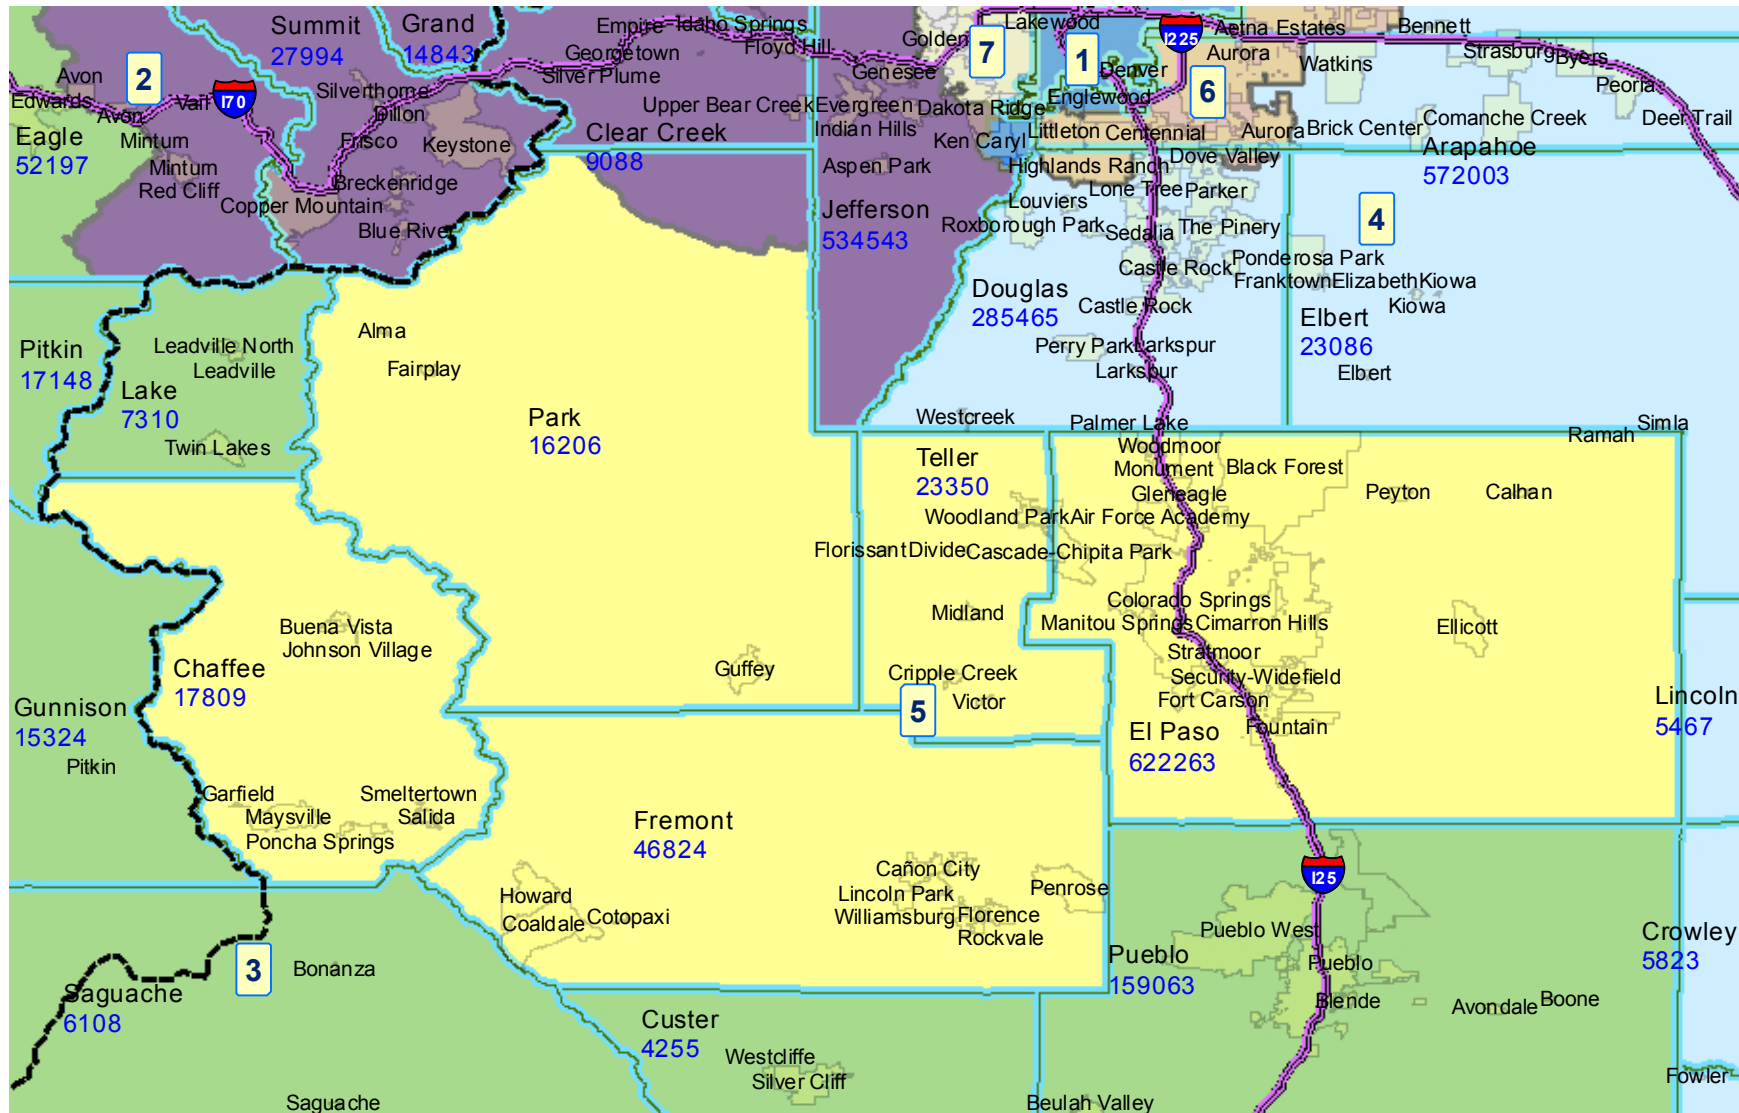 Summit
27994
Grand
14843
Empire
Idaho Springs
Floyd Hill
Georgetown
Silver Plume
Golden
7
Lakewood
1
I225
Aetna Estates
Bennett
Aurora
Strasburg
Byers
Watkins
Peoria
Deer Trail
Avon
2
Edwards
Vail
I70
Avon
Silverthorne
Dillon
Genesee
Denver
6
Englewood
Eagle
52197
Minturn
Minturn
Red Cliff
Frisco
Keystone
Upper Bear Creek
Evergreen
Dakota Ridge
Indian Hills
Clear Creek
9088
Ken Caryl
Littleton
Centennial
Aurora
Brick Center
Comanche Creek
Arapahoe
572003
Breckenridge
Copper Mountain
Blue River
Aspen Park
Highlands Ranch
Dove Valley
Lone Tree
Parker
Louviers
Jefferson
534543
Roxborough Park
Sedalia
The Pinery
4
Castle Rock
Ponderosa Park
Franktown
Elizabeth
Kiowa
Kiowa
Douglas
285465
Castle Rock
Elbert
23086
Elbert
Perry Park
Larkspur
Larkspur
Pitkin
17148
Leadville North
Leadville
Lake
7310
Twin Lakes
Alma
Fairplay
Park
16206
Westcreek
Palmer Lake
Simla
Ramah
Teller
23350
Woodmoor
Monument
Black Forest
Gleneagle
Peyton
Calhan
Woodland Park
Air Force Academy
Florissant
Divide
Cascade-Chipita Park
Midland
Colorado Springs
Manitou Springs
Cimarron Hills
Ellicott
Stratmoor
Security-Widefield
Fort Carson
Fountain
Buena Vista
Johnson Village
Chaffee
17809
Guffey
Cripple Creek
Victor
5
El Paso
622263
Lincoln
5467
Gunnison
15324
Pitkin
Garfield
Maysville
Poncha Springs
Smeltertown
Salida
Fremont
46824
Cañon City
Lincoln Park
Williamsburg
Florence
Rockvale
Penrose
Howard
Coaldale
Cotopaxi
I25
Pueblo West
Pueblo
159063
Pueblo
Blende
Avondale
Boone
Crowley
5823
3
Bonanza
Saguache
6108
Custer
4255
Westcliffe
Silver Cliff
Saguache
Beulah Valley
Fowler